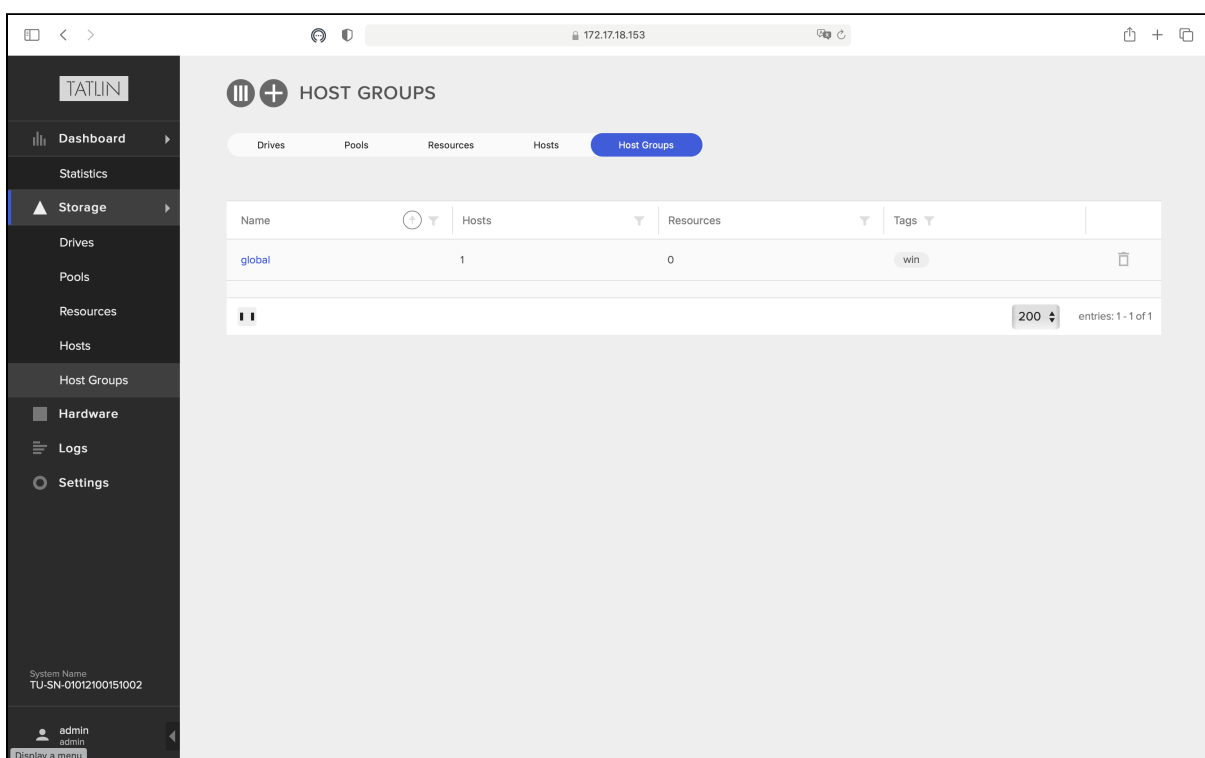 172.17.18.153
TATLIN
HOST GROUPS
Dashboard
Statistics
Storage
Drives
Pools
Resources
Hosts
Host Groups
Hardware
Logs
Settings
System Name
TU-SN-01012100151002
admin
admin
Display a menu
Drives Pools Resources Hosts Host Groups
Name Hosts Resources Tags
global 1 0 win
200 entries: 1 - 1 of 1